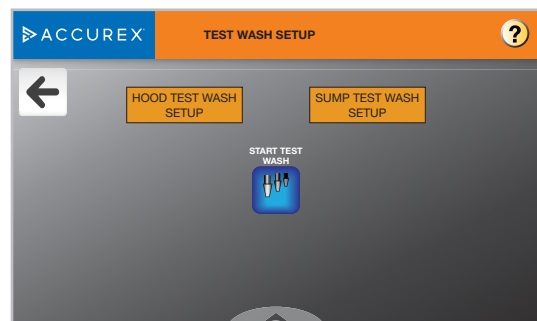 ACCUREX
TEST WASH SETUP
?
HOOD TEST WASH
SETUP
SUMP TEST WASH
SETUP
START TEST
WASH